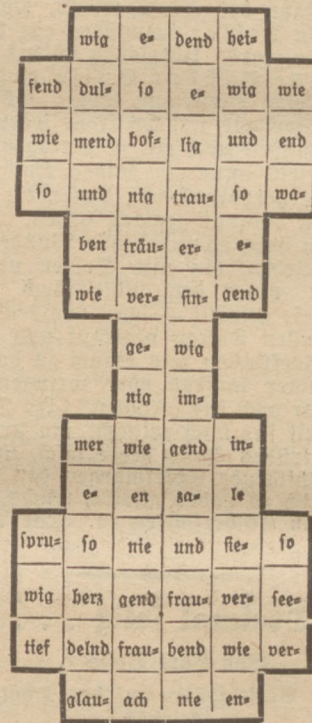 wig e⸗ dend hei⸗
fend dul⸗ so e⸗ wig wie
wie mend hof⸗ lig und end
so und nig trau⸗ so wa⸗
ben träu⸗ er⸗ e⸗
wie ver⸗ sin⸗ gend
ge⸗ wig
nig im⸗
mer wie gend in⸗
e⸗ en za⸗ le
spru⸗ so nie und sie⸗ so
wig herz gend frau⸗ ver⸗ see⸗
tief delnd frau⸗ bend wie ver⸗
glau⸗ ach nie en⸗